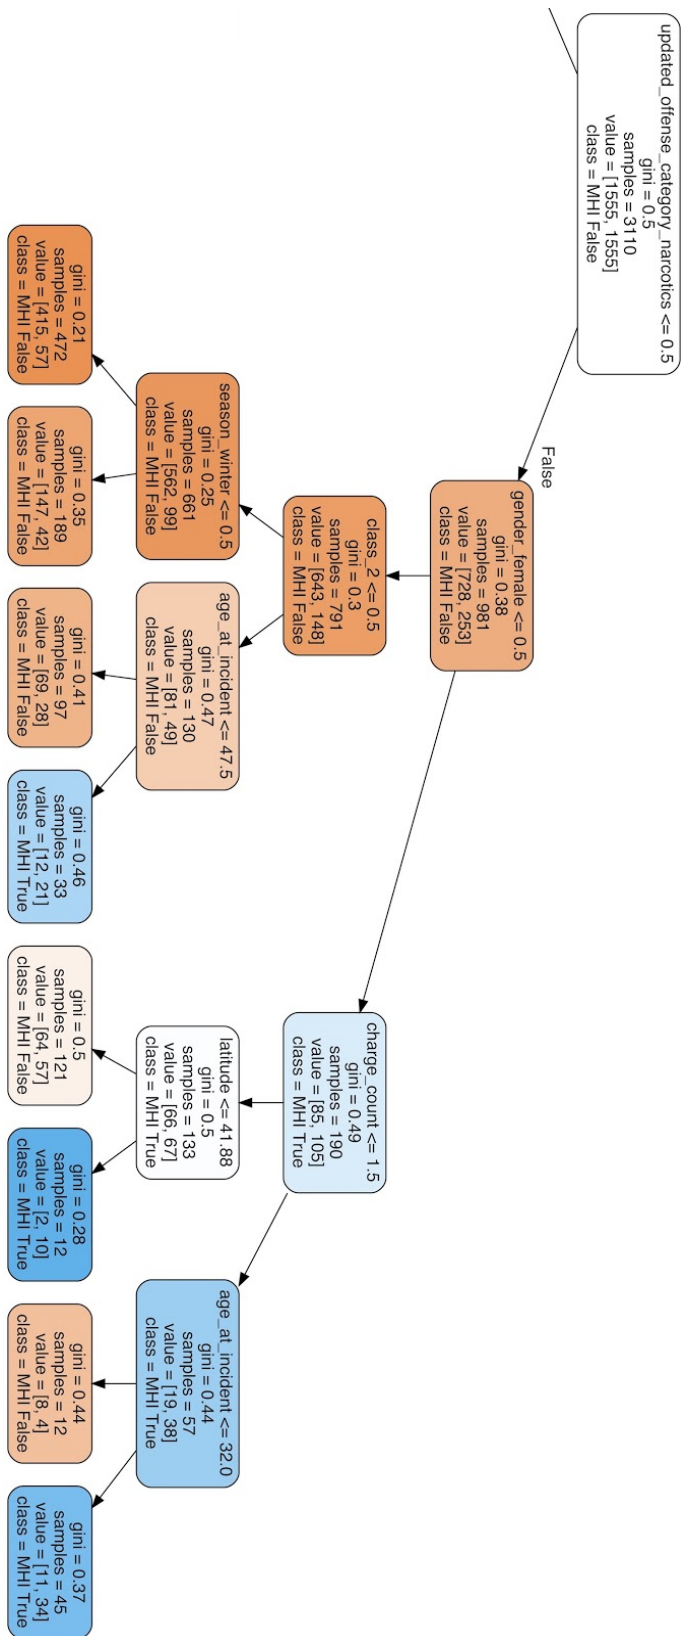 updated_offense_category_narcotics <= 0.5
gini = 0.5
samples = 3110
value = [1555, 1555]
class = MHI False
False
gender_female <= 0.5
gini = 0.38
samples = 981
value = [728, 253]
class = MHI False
class_2 <= 0.5
gini = 0.3
samples = 791
value = [643, 148]
class = MHI False
charge_count <= 1.5
gini = 0.49
samples = 190
value = [85, 105]
class = MHI True
season_winter <= 0.5
gini = 0.25
samples = 661
value = [562, 99]
class = MHI False
age_at_incident <= 47.5
gini = 0.47
samples = 130
value = [81, 49]
class = MHI False
latitude <= 41.88
gini = 0.5
samples = 133
value = [66, 67]
class = MHI True
age_at_incident <= 32.0
gini = 0.44
samples = 57
value = [19, 38]
class = MHI True
gini = 0.21
samples = 472
value = [415, 57]
class = MHI False
gini = 0.35
samples = 189
value = [147, 42]
class = MHI False
gini = 0.41
samples = 97
value = [69, 28]
class = MHI False
gini = 0.46
samples = 33
value = [12, 21]
class = MHI True
gini = 0.5
samples = 121
value = [64, 57]
class = MHI False
gini = 0.28
samples = 12
value = [2, 10]
class = MHI True
gini = 0.44
samples = 12
value = [8, 4]
class = MHI False
gini = 0.37
samples = 45
value = [11, 34]
class = MHI True